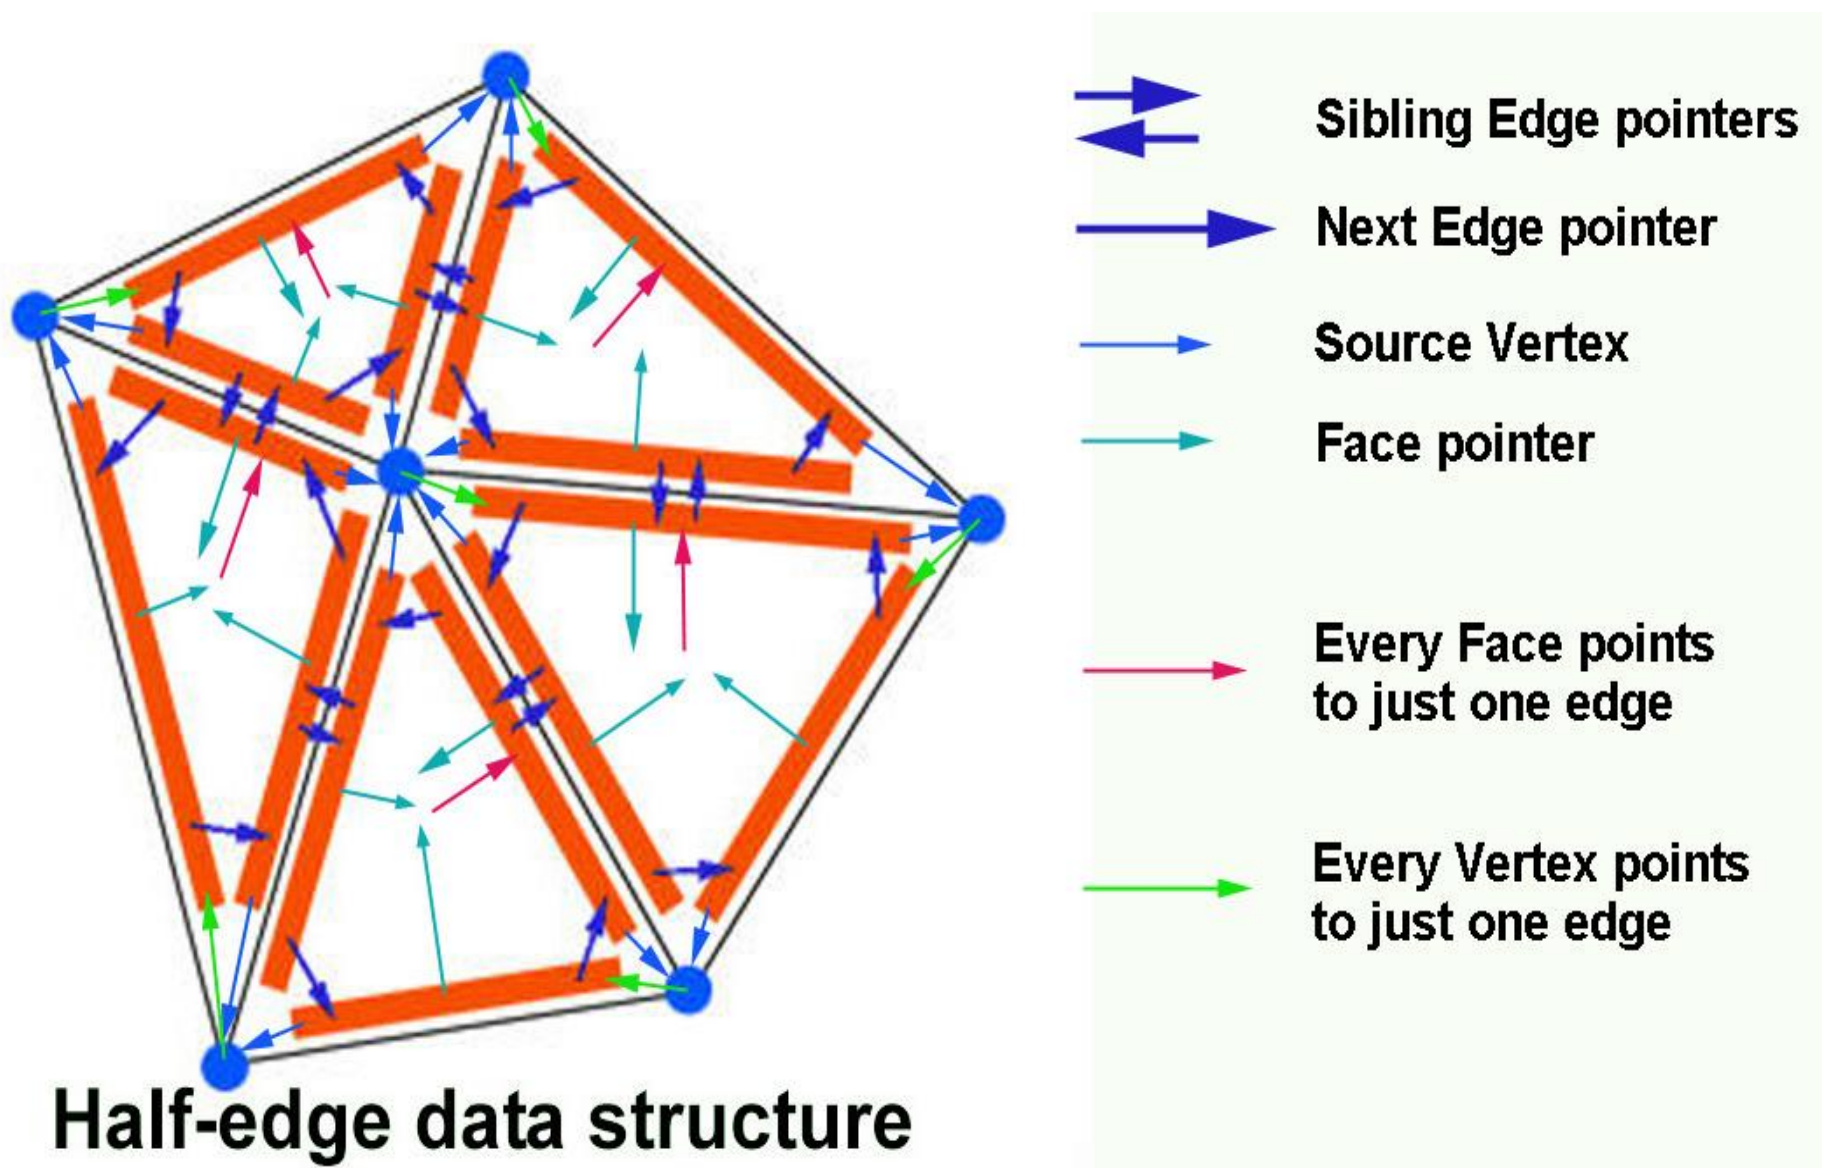 Sibling Edge pointers
Next Edge pointer
Source Vertex
Face pointer
Every Face points
to just one edge
Every Vertex points
to just one edge
Half-edge data structure